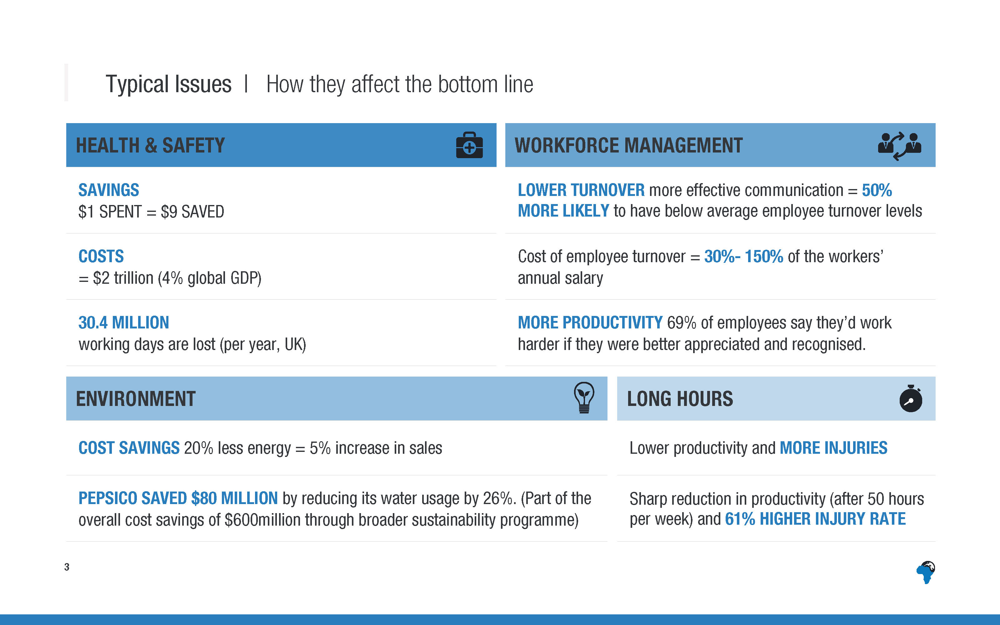 Typical Issues | How they affect the bottom line
HEALTH & SAFETY
SAVINGS
$1 SPENT = $9 SAVED
COSTS
= $2 trillion (4% global GDP)
30.4 MILLION
working days are lost (per year, UK)
WORKFORCE MANAGEMENT
LOWER TURNOVER more effective communication = 50%
MORE LIKELY to have below average employee turnover levels
Cost of employee turnover = 30%- 150% of the workers’
annual salary
MORE PRODUCTIVITY 69% of employees say they’d work
harder if they were better appreciated and recognised.
ENVIRONMENT
COST SAVINGS 20% less energy = 5% increase in sales
PEPSICO SAVED $80 MILLION by reducing its water usage by 26%. (Part of the
overall cost savings of $600million through broader sustainability programme)
LONG HOURS
Lower productivity and MORE INJURIES
Sharp reduction in productivity (after 50 hours
per week) and 61% HIGHER INJURY RATE
3